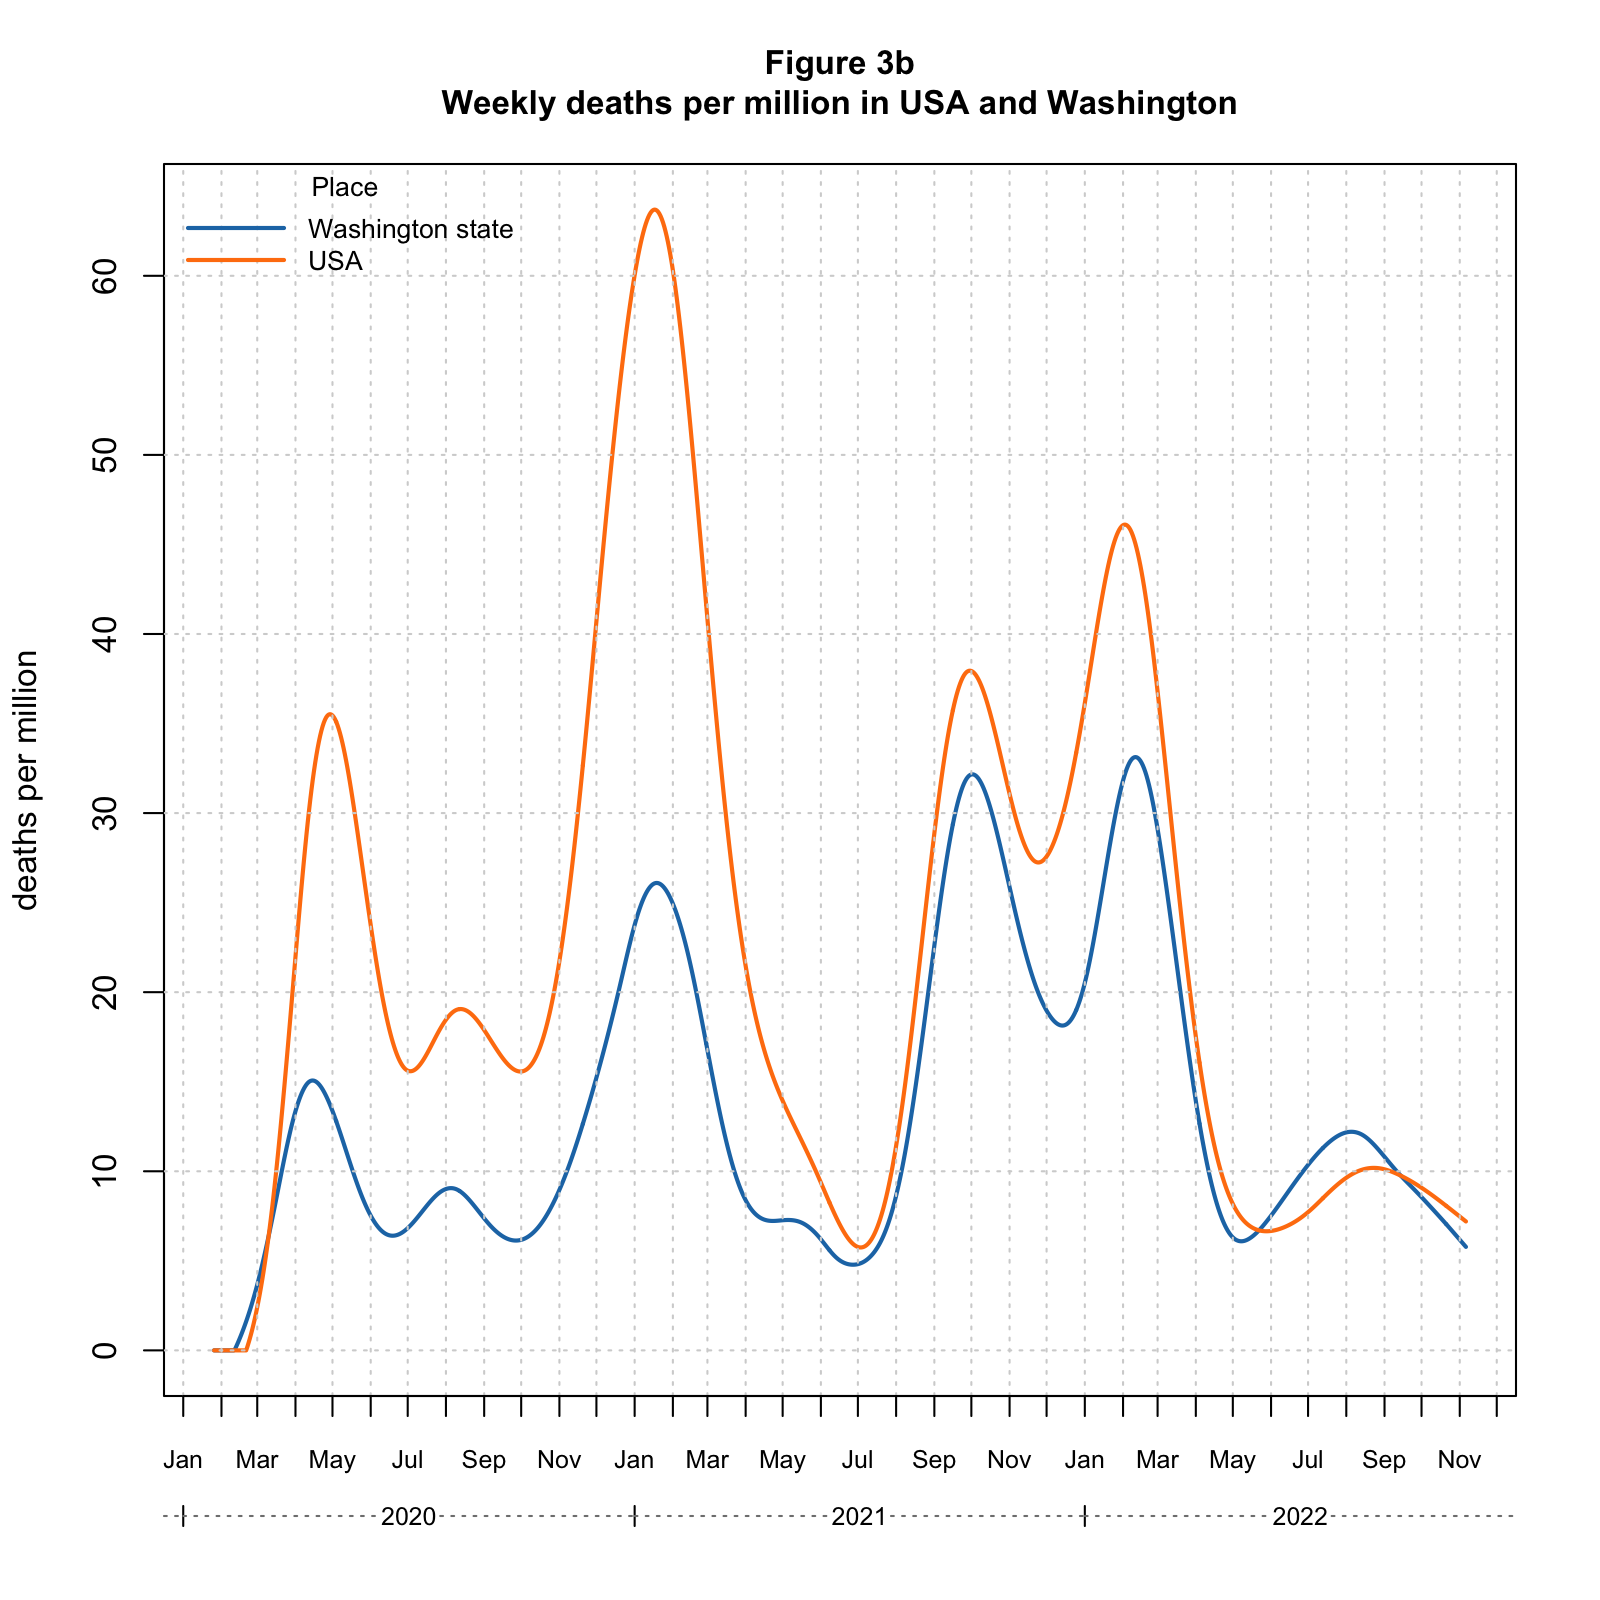 Figure 3b
Weekly deaths per million in USA and Washington
Place
Washington state
USA
deaths per million
60
50
40
30
20
10
0
Jan Mar May Jul Sep Nov Jan Mar May Jul Sep Nov Jan Mar May Jul Sep Nov
2020 2021 2022